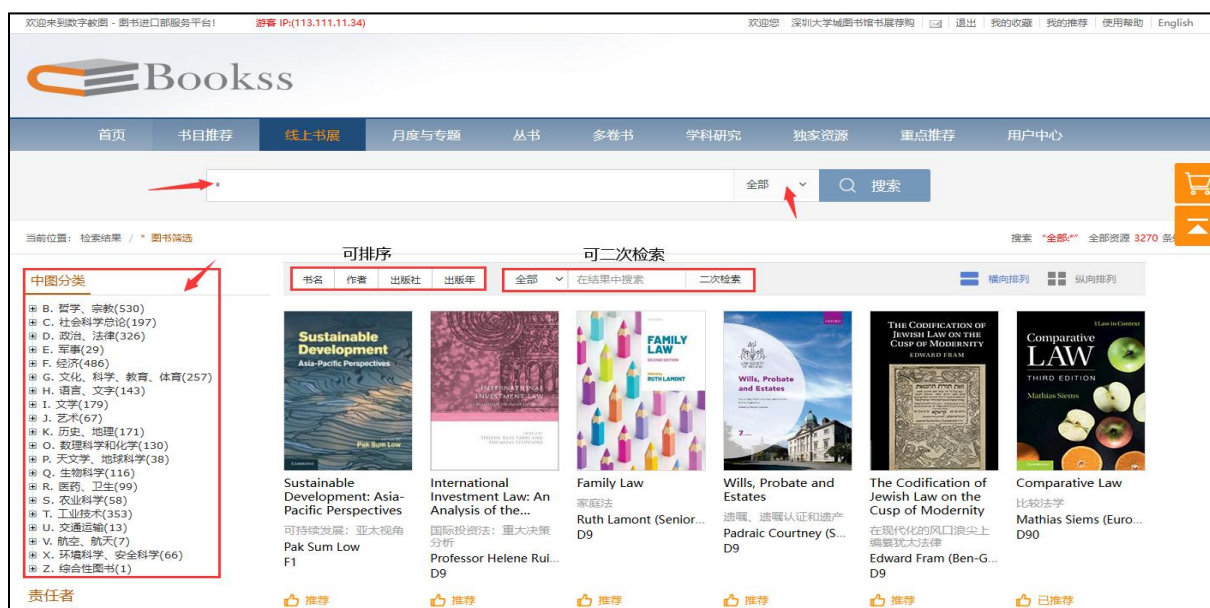 欢迎来到数字教图 - 图书进口部服务平台!
游客 IP:(113.111.11.34)
欢迎您 深圳大学城图书馆书展荐购 退出 我的收藏 我的推荐 使用帮助 English
Bookss
首页 书目推荐 线上书展 月度与专题 丛书 多卷书 学科研究 独家资源 重点推荐 用户中心
* 全部 搜索
当前位置: 检索结果 / * 图书筛选
搜索 "全部:*" 全部资源 3270 条
可排序 可二次检索
中图分类
书名 作者 出版社 出版年 全部 在结果中搜索 二次检索 横向排列 纵向排列
B. 哲学、宗教(530)
C. 社会科学总论(197)
D. 政治、法律(326)
E. 军事(29)
F. 经济(486)
G. 文化、科学、教育、体育(257)
H. 语言、文字(143)
I. 文学(179)
J. 艺术(67)
K. 历史、地理(171)
O. 数理科学和化学(130)
P. 天文学、地球科学(38)
Q. 生物科学(116)
R. 医药、卫生(99)
S. 农业科学(58)
T. 工业技术(353)
U. 交通运输(13)
V. 航空、航天(7)
X. 环境科学、安全科学(66)
Z. 综合性图书(1)
责任者
Sustainable
Development
Asia-Pacific Perspectives
Pak Sum Low
INTERNATIONAL
INVESTMENT LAW
FAMILY
LAW
SECOND EDITION
RUTH LAMONT
Wills, Probate
and Estates
7
THE CODIFICATION OF
JEWISH LAW ON THE
CUSP OF MODERNITY
EDWARD FRAM
Law in Context
Comparative
LAW
THIRD EDITION
Mathias Siems
Sustainable
Development: Asia-
Pacific Perspectives
可持续发展: 亚太视角
Pak Sum Low
F1
推荐
International
Investment Law: An
Analysis of the...
国际投资法: 重大决策
分析
Professor Helene Rui...
D9
推荐
Family Law
家庭法
Ruth Lamont (Senior...
D9
推荐
Wills, Probate and
Estates
遗嘱、遗嘱认证和遗产
Padraic Courtney (S...
D9
推荐
The Codification of
Jewish Law on the
Cusp of Modernity
在现代化的风口浪尖上
编纂犹太法律
Edward Fram (Ben-G...
D9
推荐
Comparative Law
比较法学
Mathias Siems (Euro...
D90
已推荐